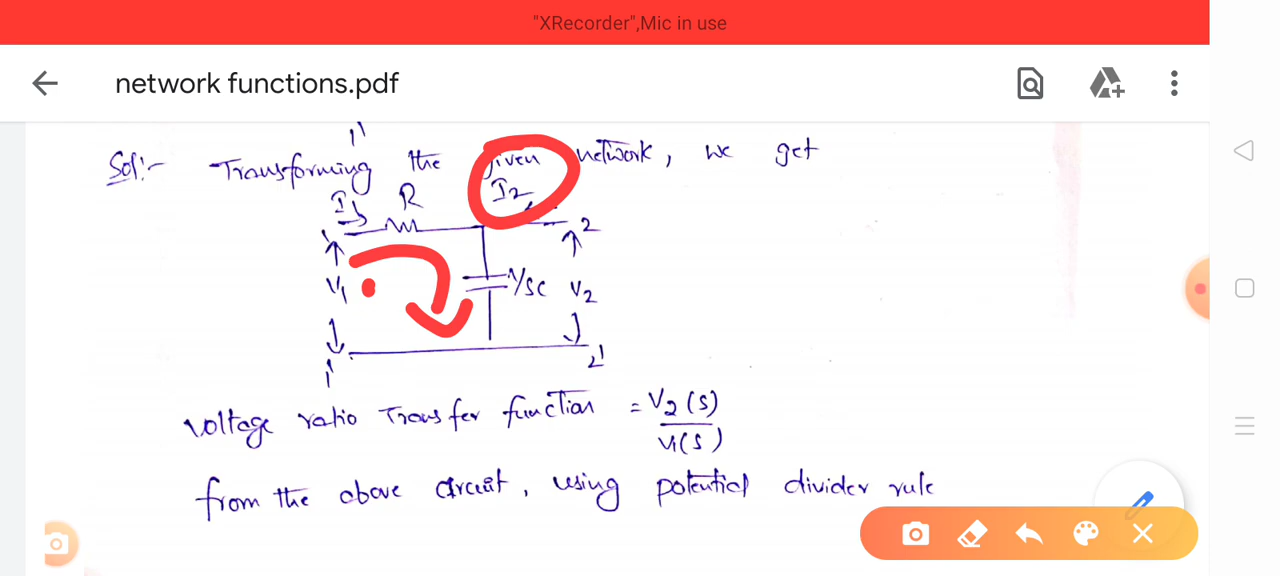 "XRecorder",Mic in use
network functions.pdf
Sol:- Transforming the given network, we get
I1 R I2
1 2
V1 1/SC V2
1' 2'
voltage ratio Transfer function = V2(S)
V1(S)
from the above circuit, using potential divider rule